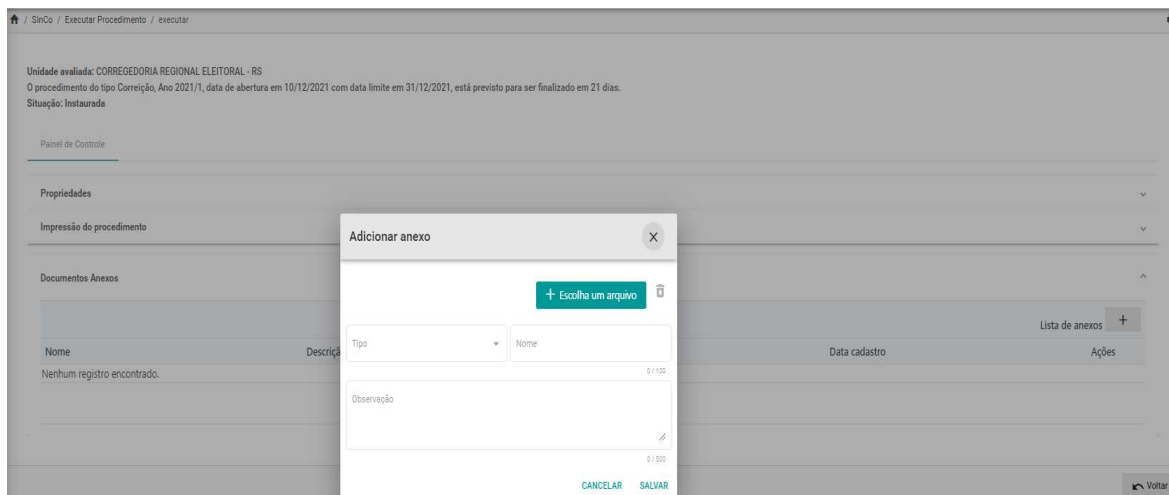 / SInCo / Executar Procedimento / executar
Unidade avaliada: CORREGEDORIA REGIONAL ELEITORAL - RS
O procedimento do tipo Correição, Ano 2021/1, data de abertura em 10/12/2021 com data limite em 31/12/2021, está previsto para ser finalizado em 21 dias.
Situação: Instaurada
Painel de Controle
Propriedades
Impressão do procedimento
Adicionar anexo X
Documentos Anexos
+ Escolha um arquivo
Lista de anexos +
Nome Descriçã Data cadastro Ações
Nenhum registro encontrado.
Tipo Nome
0 / 100
Observação
0 / 500
CANCELAR SALVAR
Voltar